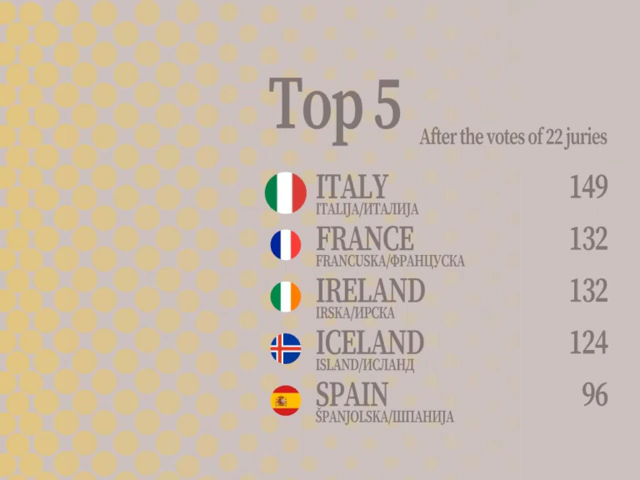 Top 5
After the votes of 22 juries
ITALY 149
ITALIJA/ИТАЛИЈА
FRANCE 132
FRANCUSKA/ФРАНЦУСКА
IRELAND 132
IRSKA/ИРСКА
ICELAND 124
ISLAND/ИСЛАНД
SPAIN 96
ŠPANJOLSKA/ШПАНИЈА